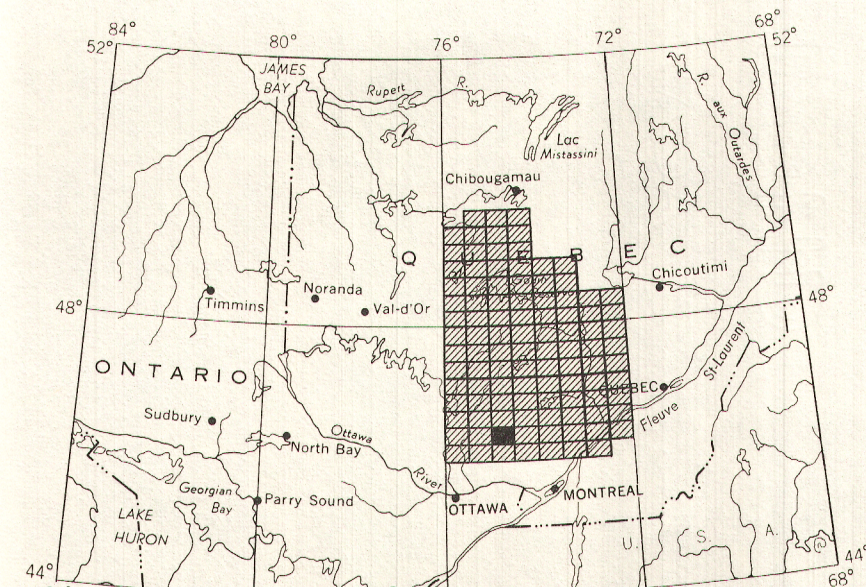 84°
80°
76°
72°
68°
52°
52°
JAMES
BAY
Rupert R.
R. aux Outardes
Lac
Mistassini
Chibougamau
Q U E B E C
Chicoutimi
Timmins
Noranda
Val-d'Or
48°
48°
ONTARIO
QUEBEC
Fleuve St-Laurent
Sudbury
North Bay
Ottawa River
Georgian
Bay
Parry Sound
OTTAWA
MONTREAL
LAKE
HURON
U. S. A.
44°
44°
68°